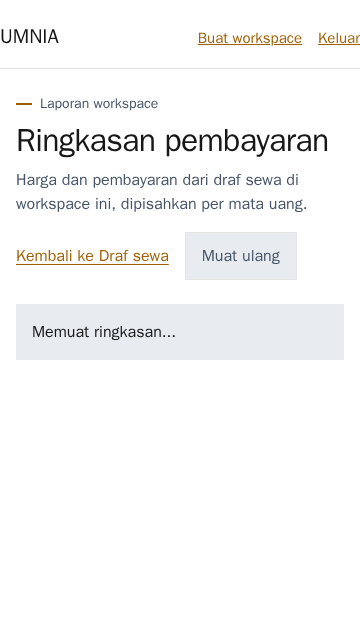 UMNIA
Buat workspace Keluar
Laporan workspace
Ringkasan pembayaran
Harga dan pembayaran dari draf sewa di
workspace ini, dipisahkan per mata uang.
Kembali ke Draf sewa
Muat ulang
Memuat ringkasan...